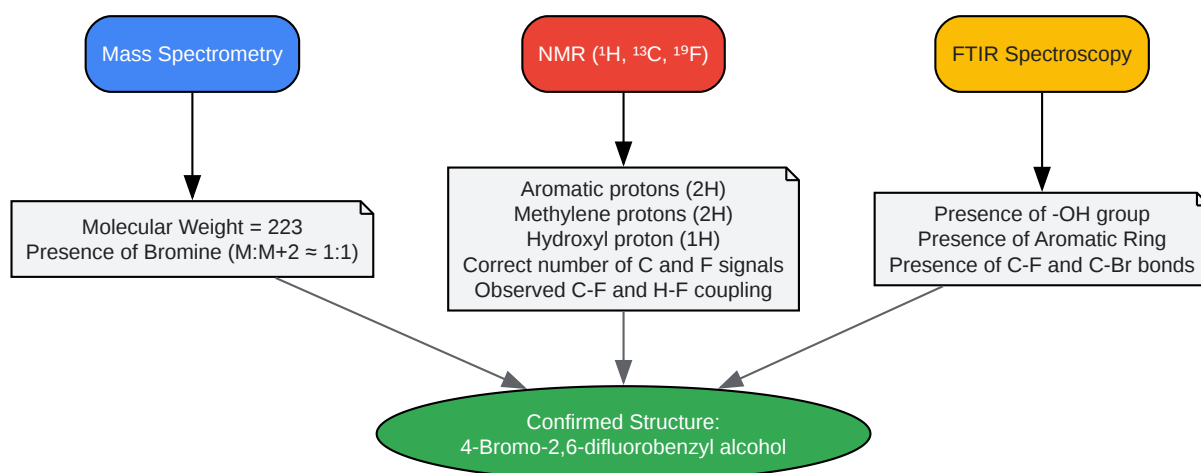 Mass Spectrometry
NMR (¹H, ¹³C, ¹⁹F)
FTIR Spectroscopy
Molecular Weight = 223
Presence of Bromine (M:M+2 ≈ 1:1)
Aromatic protons (2H)
Methylene protons (2H)
Hydroxyl proton (1H)
Correct number of C and F signals
Observed C-F and H-F coupling
Presence of -OH group
Presence of Aromatic Ring
Presence of C-F and C-Br bonds
Confirmed Structure:
4-Bromo-2,6-difluorobenzyl alcohol